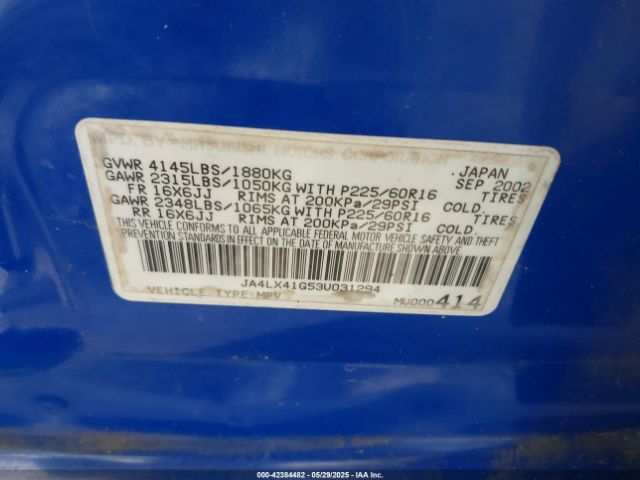 MFD. BY MITSUBISHI MOTORS CORPORATION
JAPAN
GVWR 4145LBS/1880KG SEP 2002
GAWR 2315LBS/1050KG WITH P225/60R16 TIRES
FR 16X6JJ RIMS AT 200KPa/29PSI COLD.
GAWR 2348LBS/1065KG WITH P225/60R16 TIRES
RR 16X6JJ RIMS AT 200KPa/29PSI COLD.
THIS VEHICLE CONFORMS TO ALL APPLICABLE FEDERAL MOTOR VEHICLE SAFETY AND THEFT
PREVENTION STANDARDS IN EFFECT ON THE DATE OF MANUFACTURE SHOWN ABOVE.
JA4LX41G53U031294
VEHICLE TYPE MPV MU000414
000-42384482 - 05/29/2025 - IAA Inc.